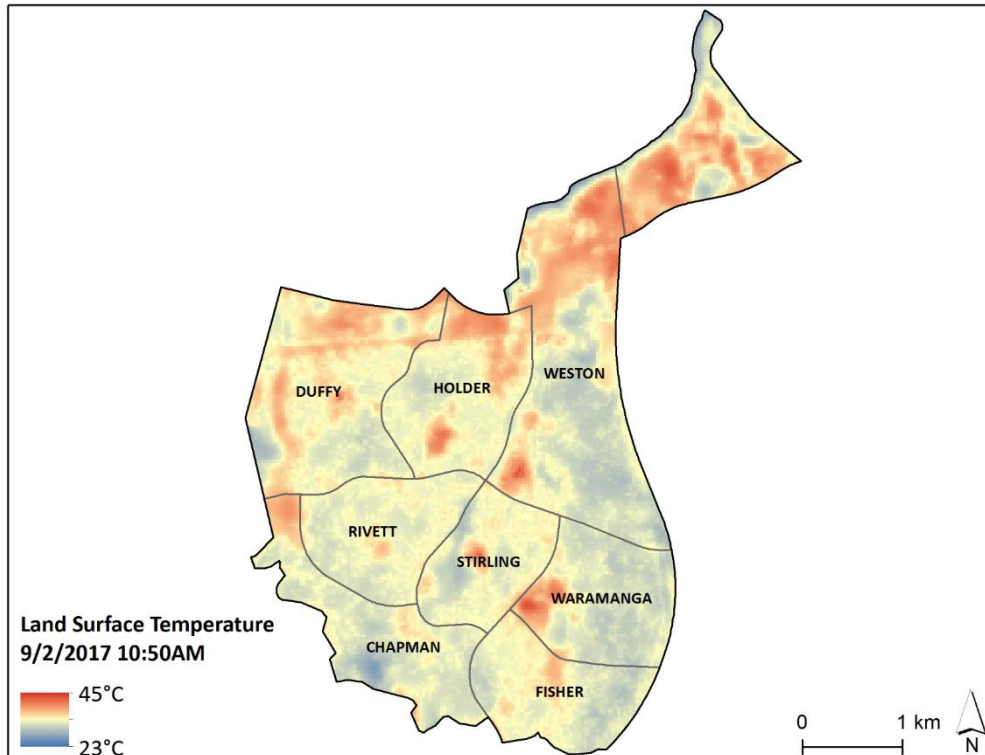 WESTON
DUFFY
HOLDER
RIVETT
STIRLING
WARAMANGA
CHAPMAN
FISHER
Land Surface Temperature
9/2/2017 10:50AM
45°C
23°C
0 1 km
N